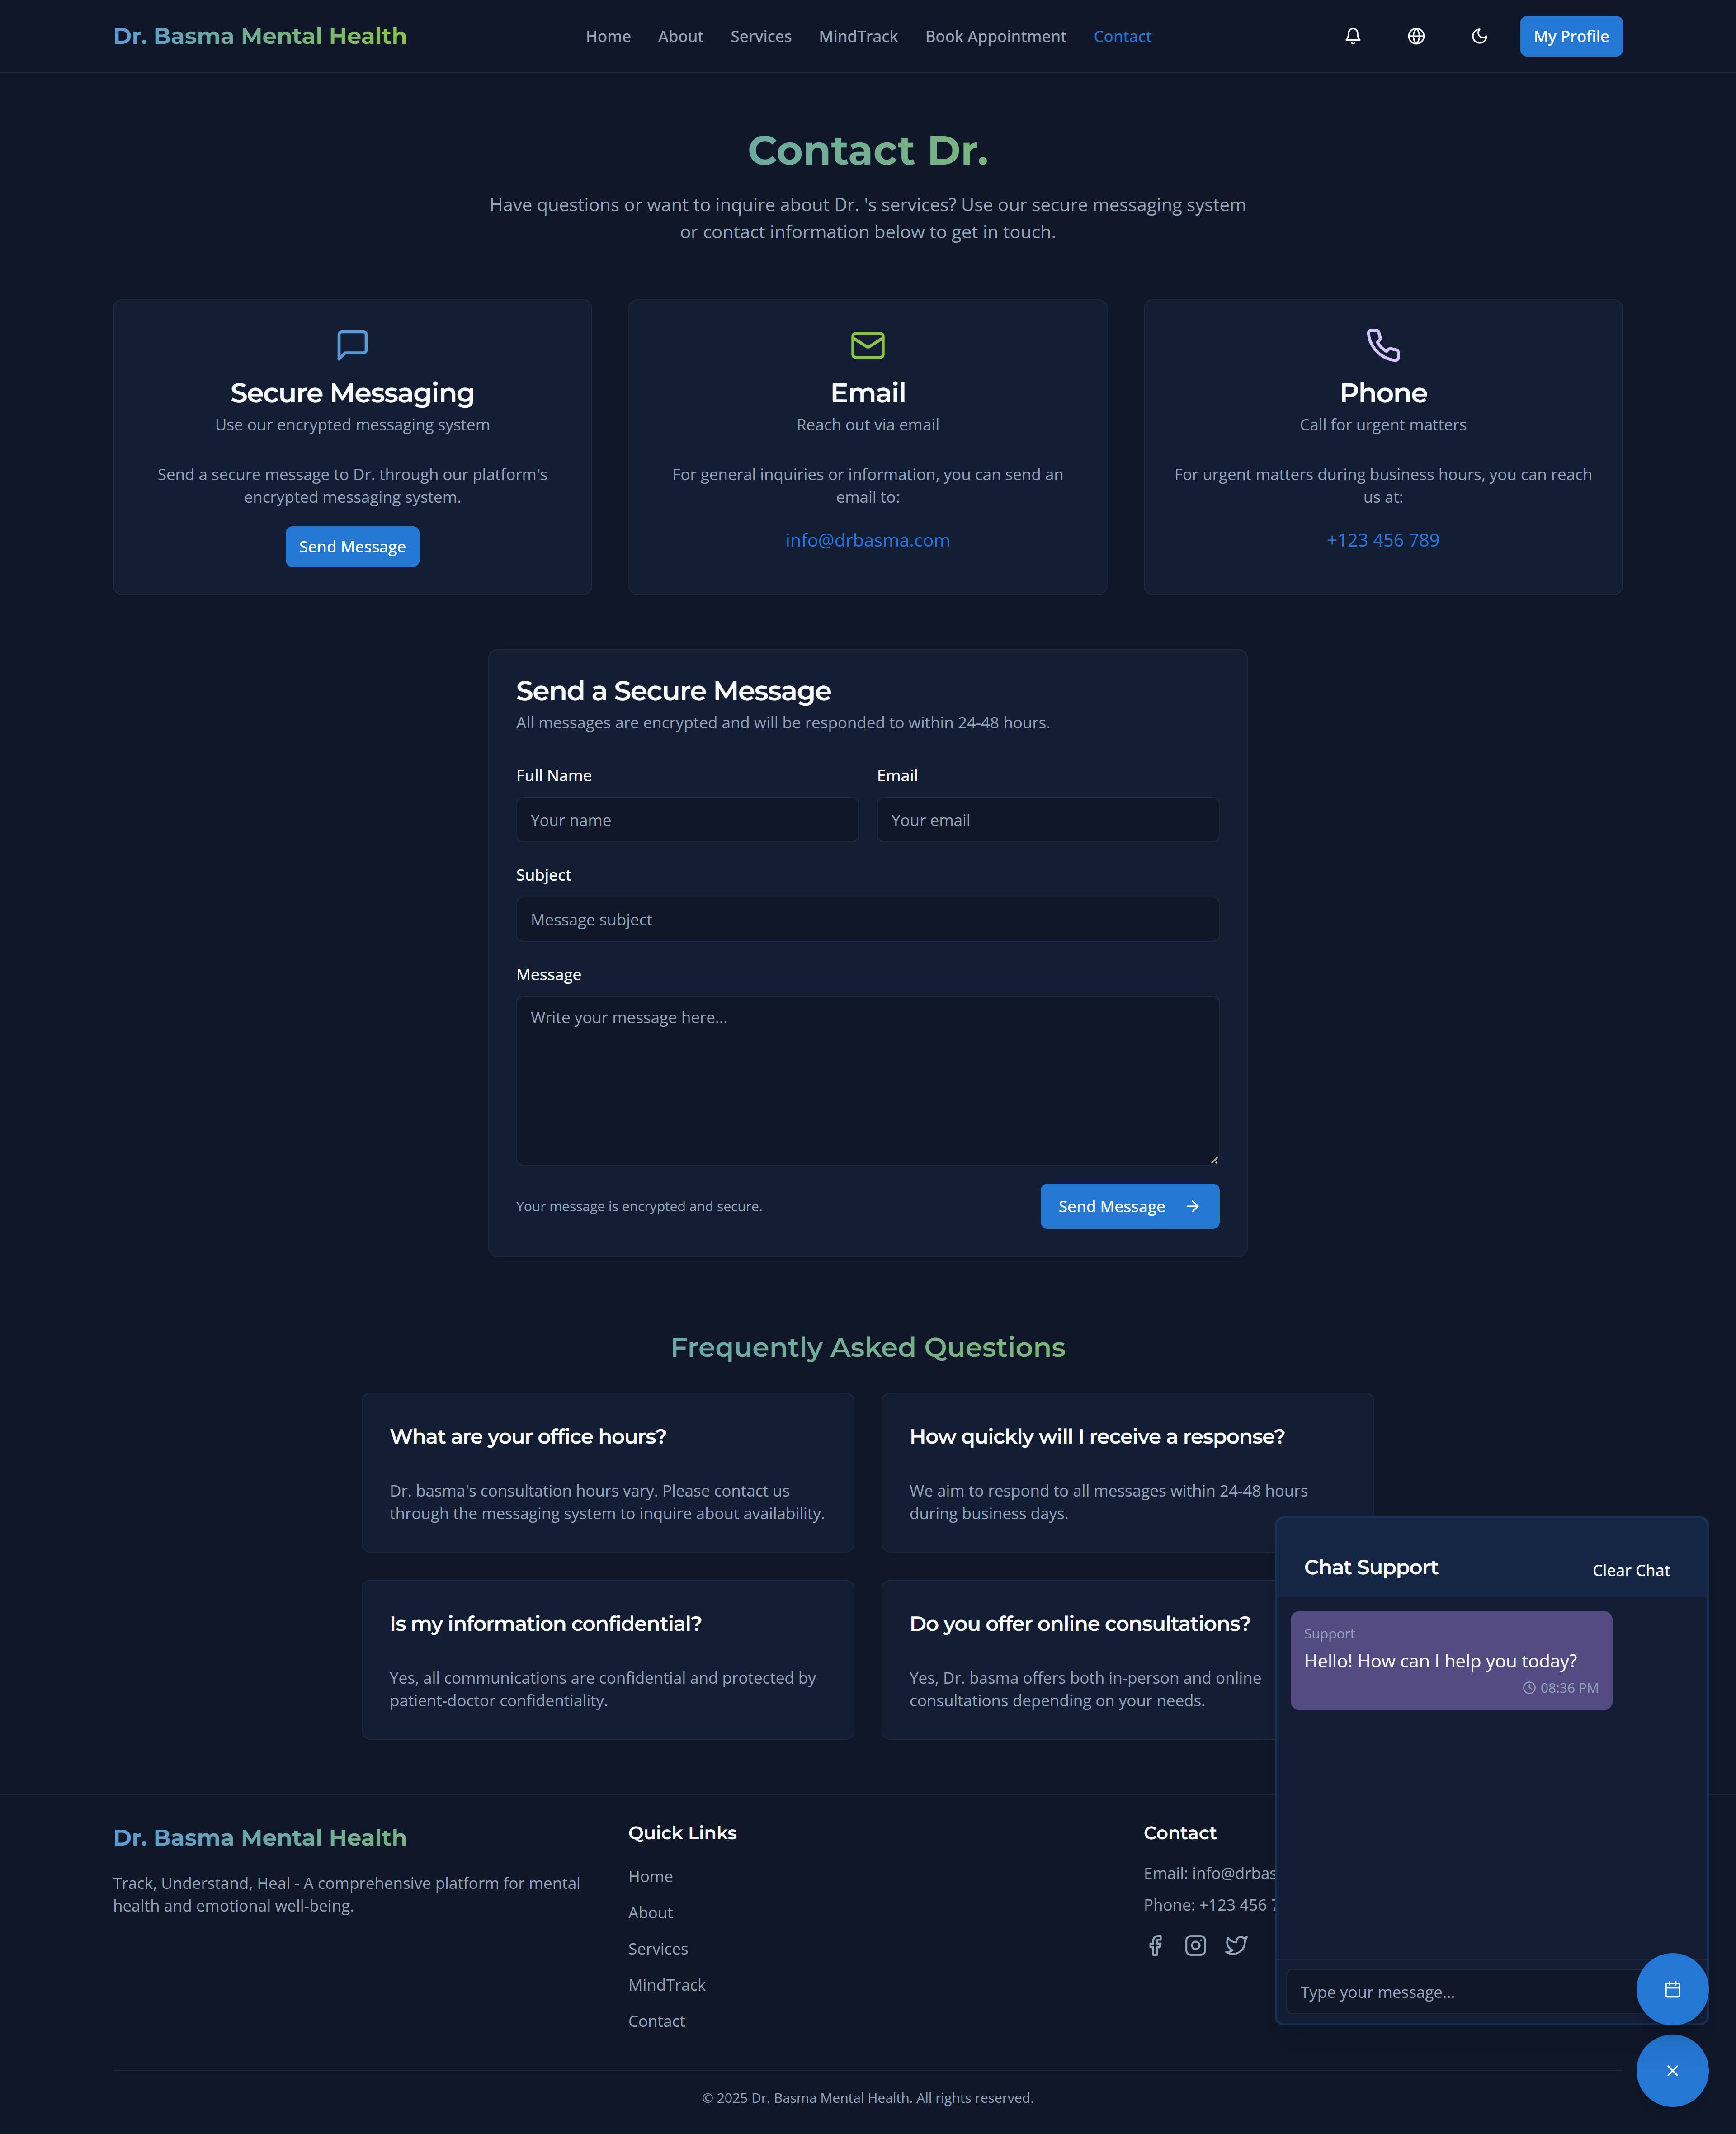 Dr. Basma Mental Health
Home
About
Services
MindTrack
Book Appointment
Contact
My Profile
Contact Dr.
Have questions or want to inquire about Dr. 's services? Use our secure messaging system
or contact information below to get in touch.
Secure Messaging
Use our encrypted messaging system
Send a secure message to Dr. through our platform's
encrypted messaging system.
Send Message
Email
Reach out via email
For general inquiries or information, you can send an
email to:
info@drbasma.com
Phone
Call for urgent matters
For urgent matters during business hours, you can reach
us at:
+123 456 789
Send a Secure Message
All messages are encrypted and will be responded to within 24-48 hours.
Full Name
Your name
Email
Your email
Subject
Message subject
Message
Write your message here...
Your message is encrypted and secure.
Send Message
Frequently Asked Questions
What are your office hours?
Dr. basma's consultation hours vary. Please contact us
through the messaging system to inquire about availability.
How quickly will I receive a response?
We aim to respond to all messages within 24-48 hours
during business days.
Is my information confidential?
Yes, all communications are confidential and protected by
patient-doctor confidentiality.
Do you offer online consultations?
Yes, Dr. basma offers both in-person and online
consultations depending on your needs.
Chat Support
Clear Chat
Support
Hello! How can I help you today?
08:36 PM
Type your message...
Dr. Basma Mental Health
Track, Understand, Heal - A comprehensive platform for mental
health and emotional well-being.
Quick Links
Home
About
Services
MindTrack
Contact
Contact
Email: info@drbas
Phone: +123 456
© 2025 Dr. Basma Mental Health. All rights reserved.